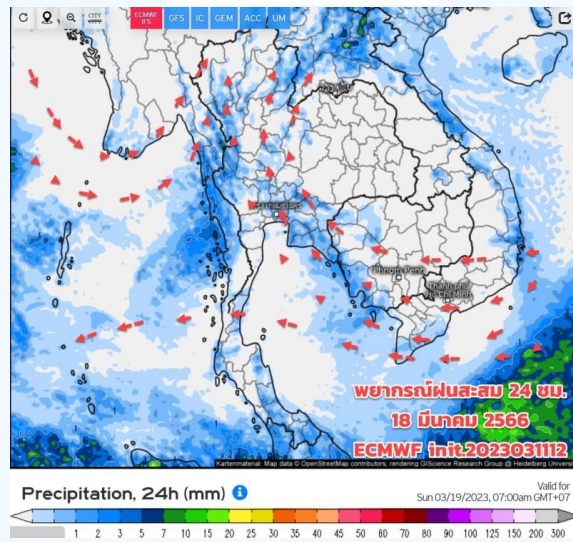 CITY
ECMWF
IFS
GFS
IC
GEM
ACC
UM
Phnom Penh
พยากรณ์ฝนสะสม 24 ชม.
18 มีนาคม 2566
ECMWF init.2023031112
Kartenmaterial: Map data © OpenStreetMap contributors, rendering GIScience Research Group @ Heidelberg Universi
Precipitation, 24h (mm)
Valid for
Sun 03/19/2023, 07:00am GMT+07
1 2 3 5 7 10 15 20 25 30 35 40 45 50 60 70 80 90 100 125 150 200 300